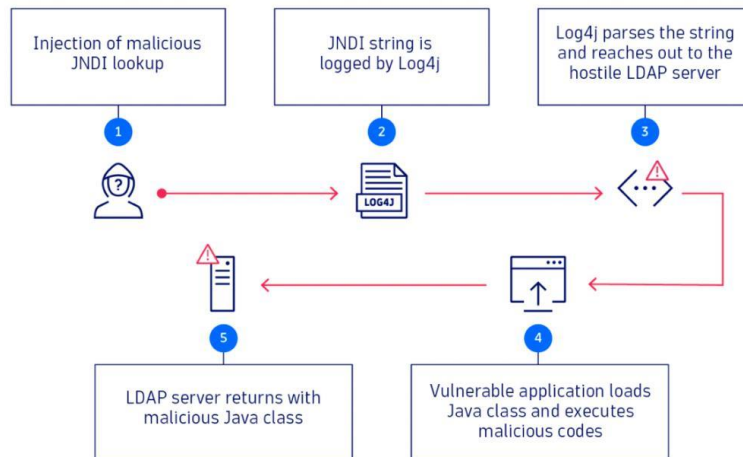 Injection of malicious
JNDI lookup
JNDI string is
logged by Log4j
Log4j parses the string
and reaches out to the
hostile LDAP server
1
2
3
?
LOG4J
!
!
5
4
LDAP server returns with
malicious Java class
Vulnerable application loads
Java class and executes
malicious codes